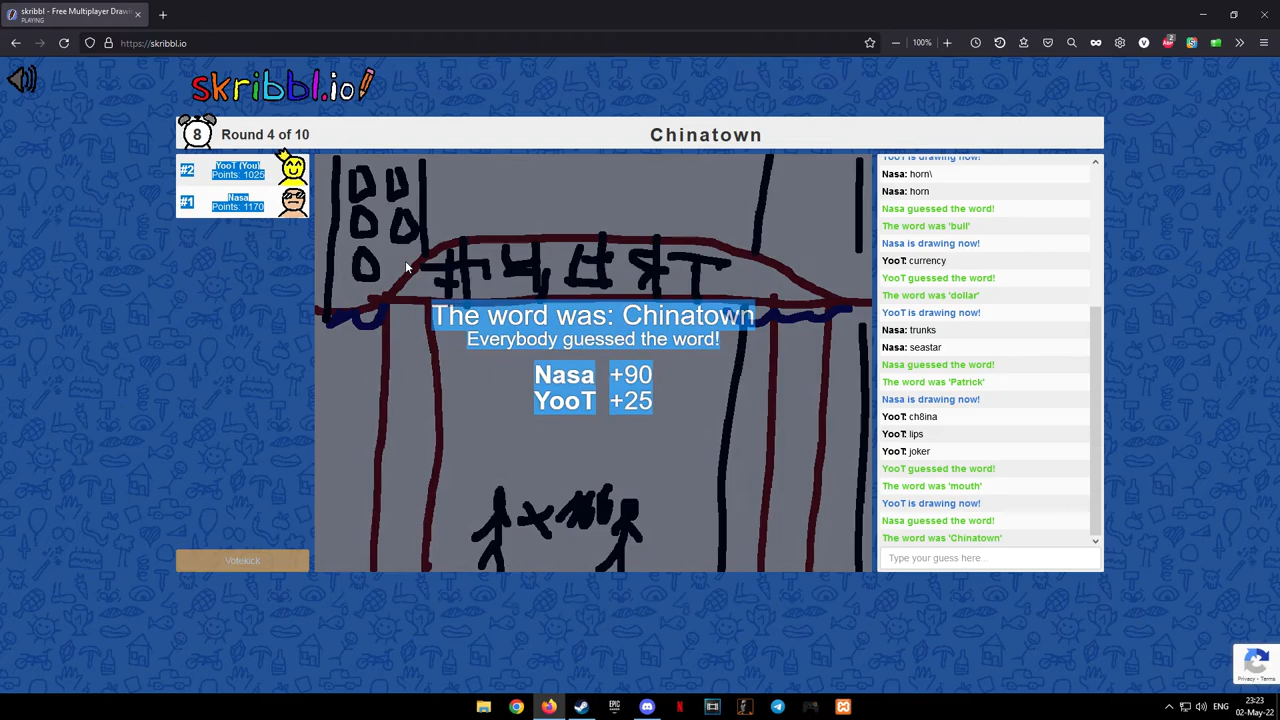 skribbl - Free Multiplayer Drawi
PLAYING
https://skribbl.io
100%
skribbl.io
8
Round 4 of 10
Chinatown
#2
YooT (You)
Points: 1025
#1
Nasa
Points: 1170
Votekick
The word was: Chinatown
Everybody guessed the word!
Nasa +90
YooT +25
YooT is drawing now!
Nasa: horn\
Nasa: horn
Nasa guessed the word!
The word was 'bull'
Nasa is drawing now!
YooT: currency
YooT guessed the word!
The word was 'dollar'
YooT is drawing now!
Nasa: trunks
Nasa: seastar
Nasa guessed the word!
The word was 'Patrick'
Nasa is drawing now!
YooT: ch8ina
YooT: lips
YooT: joker
YooT guessed the word!
The word was 'mouth'
YooT is drawing now!
Nasa guessed the word!
The word was 'Chinatown'
Type your guess here...
Privacy - Terms
ENG
23:23
02-May-22